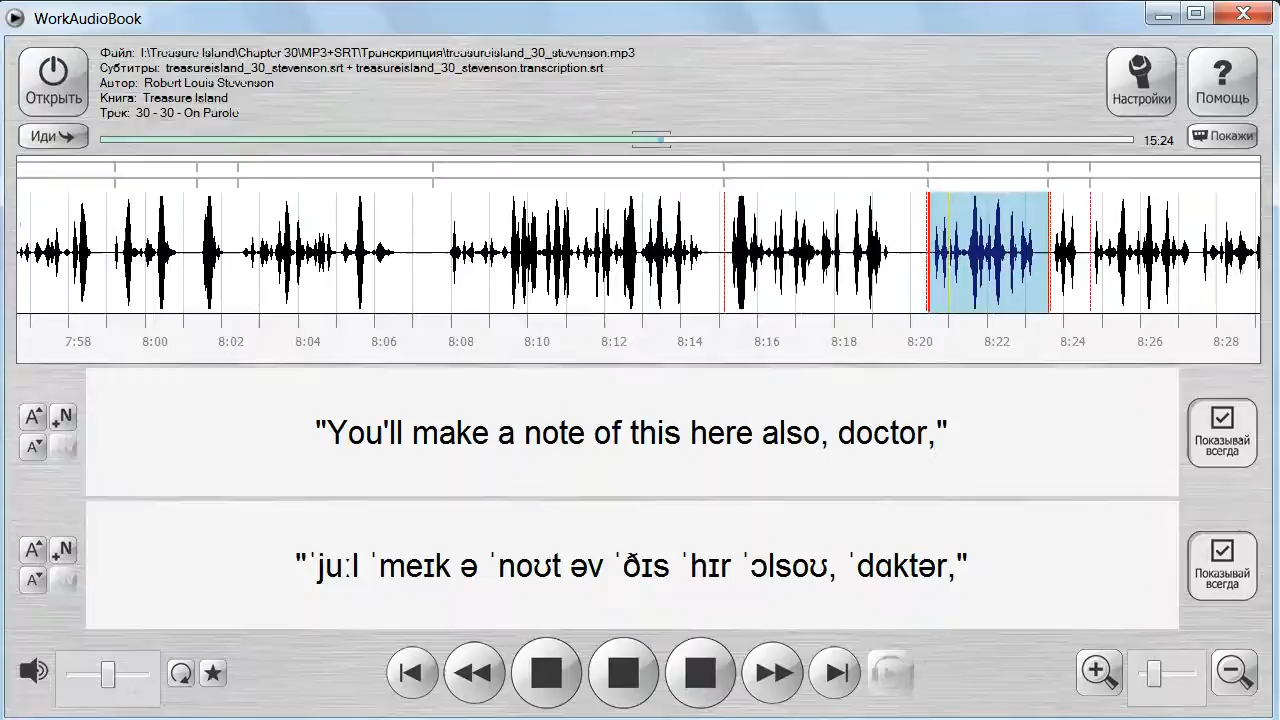 WorkAudioBook
Открыть
Файл: I:\Treasure Island\Chapter 30\MP3+SRT\Транскрипция\treasureisland_30_stevenson.mp3
Субтитры: treasureisland_30_stevenson.srt + treasureisland_30_stevenson.transcription.srt
Автор: Robert Louis Stevenson
Книга: Treasure Island
Трек: 30 - 30 - On Parole
Настройки
? Помощь
Иди
15:24
Покажи
7:58 8:00 8:02 8:04 8:06 8:08 8:10 8:12 8:14 8:16 8:18 8:20 8:22 8:24 8:26 8:28
A +N
A
"You'll make a note of this here also, doctor,"
Показывай
всегда
A +N
A
"ˈjuːl ˈmeɪk ə ˈnoʊt əv ˈðɪs ˈhɪr ˈɔlsoʊ, ˈdɑktər,"
Показывай
всегда